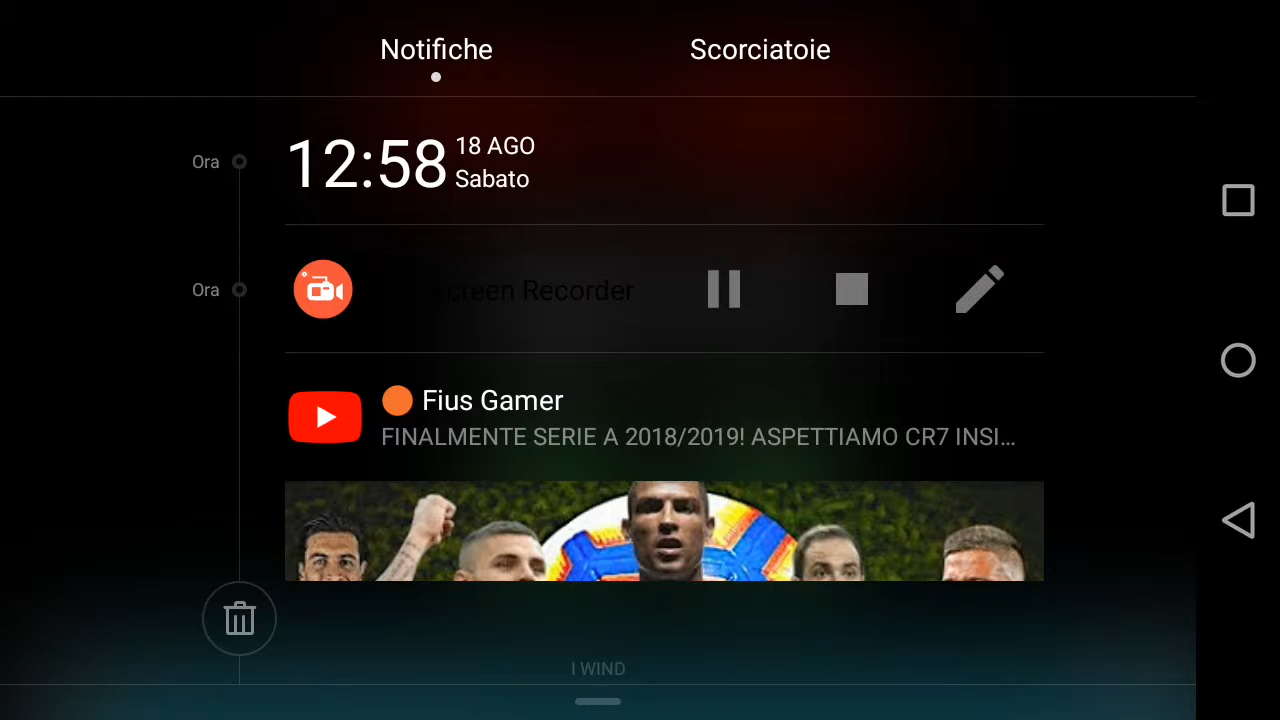 Notifiche
Scorciatoie
Ora
12:58
18 AGO
Sabato
Ora
Screen Recorder
Fius Gamer
FINALMENTE SERIE A 2018/2019! ASPETTIAMO CR7 INSI...
I WIND